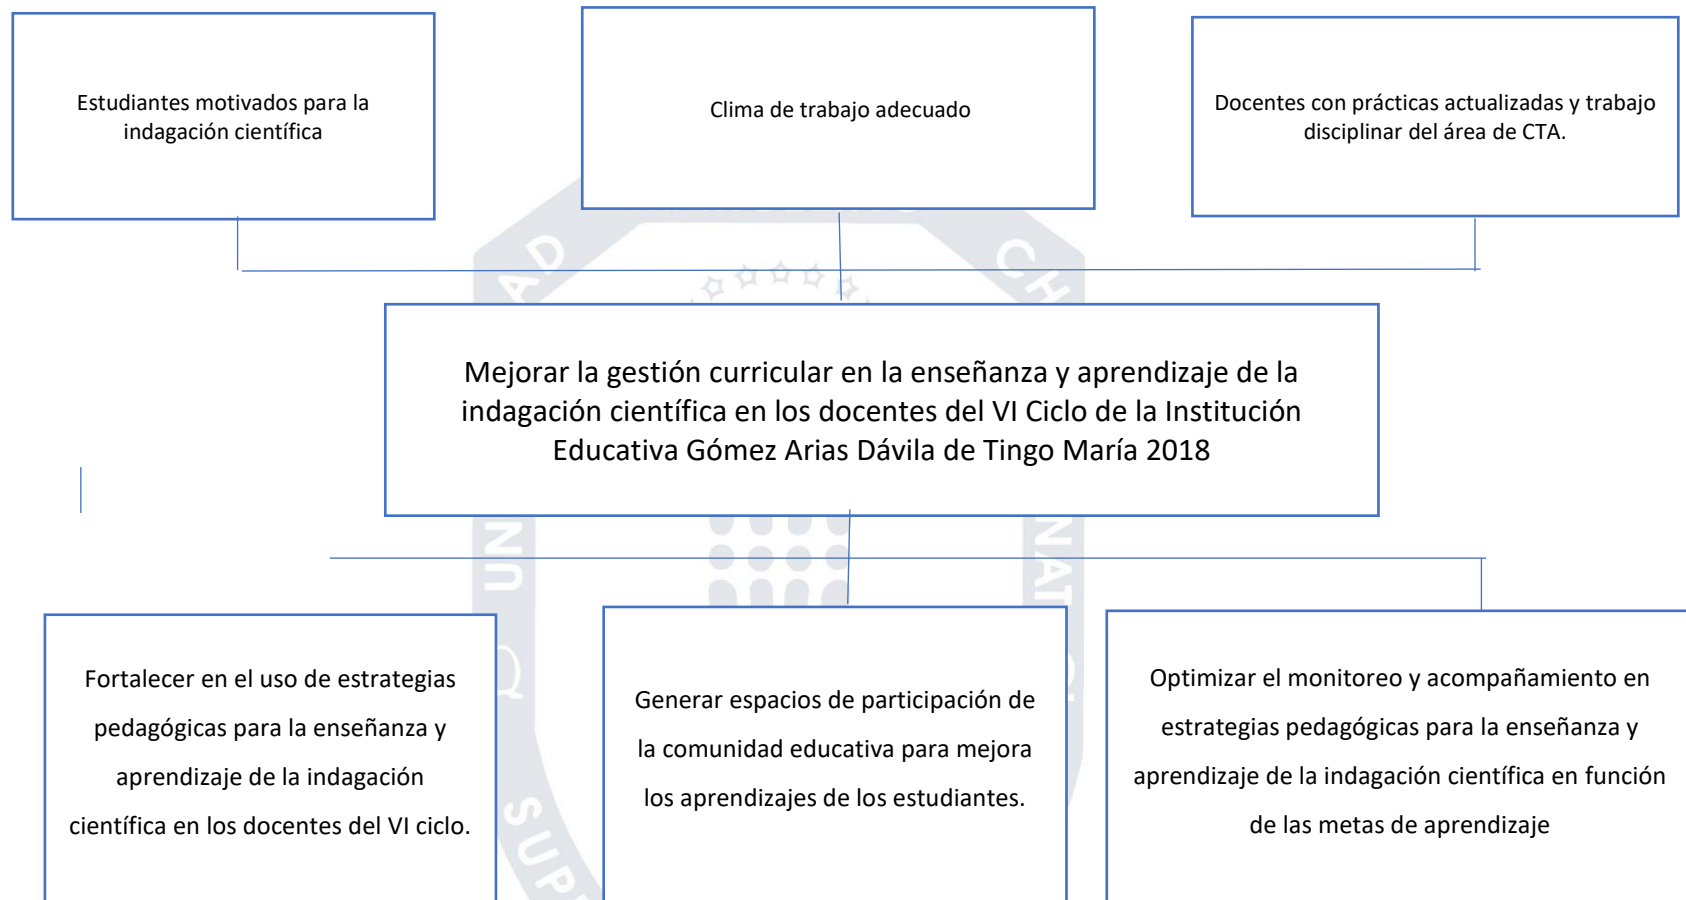 Estudiantes motivados para la
indagación científica
Clima de trabajo adecuado
Docentes con prácticas actualizadas y trabajo
disciplinar del área de CTA.
Mejorar la gestión curricular en la enseñanza y aprendizaje de la
indagación científica en los docentes del VI Ciclo de la Institución
Educativa Gómez Arias Dávila de Tingo María 2018
Fortalecer en el uso de estrategias
pedagógicas para la enseñanza y
aprendizaje de la indagación
científica en los docentes del VI ciclo.
Generar espacios de participación de
la comunidad educativa para mejora
los aprendizajes de los estudiantes.
Optimizar el monitoreo y acompañamiento en
estrategias pedagógicas para la enseñanza y
aprendizaje de la indagación científica en función
de las metas de aprendizaje